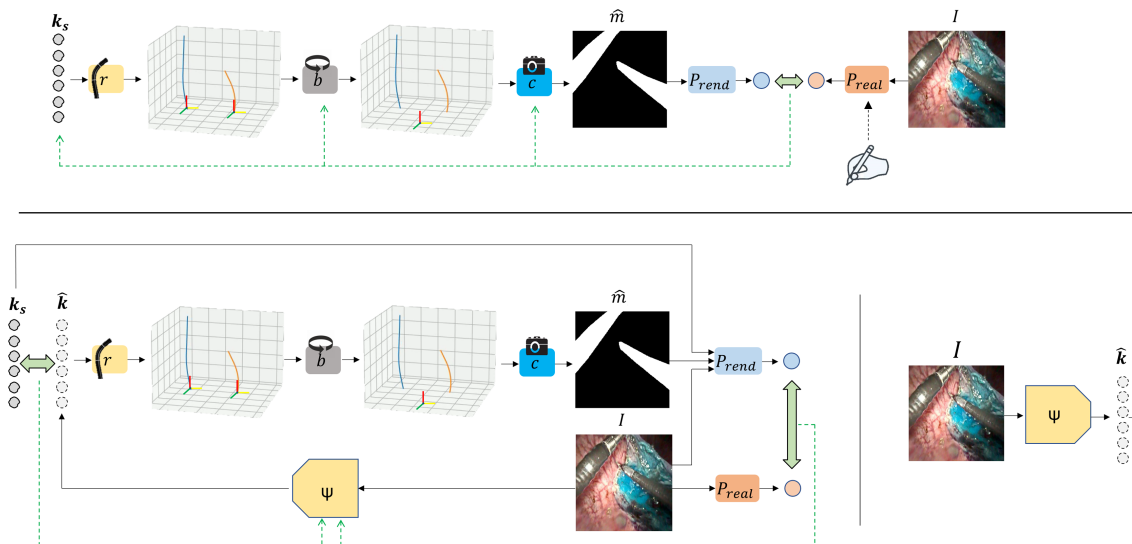 k_s
m̂
I
r
b
c
P_rend
P_real
k_s
k̂
m̂
r
b
c
P_rend
I
I
k̂
Ψ
Ψ
P_real